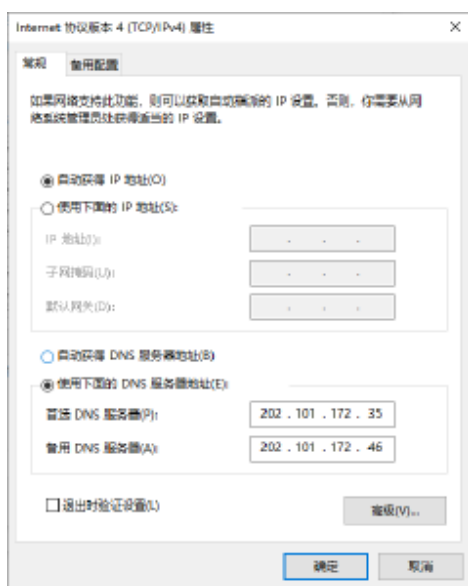 Internet 协议版本 4 (TCP/IPv4) 属性
常规 备用配置
如果网络支持此功能，则可以获取自动指派的 IP 设置。否则，你需要从网
络系统管理员处获得适当的 IP 设置。
自动获得 IP 地址(O)
使用下面的 IP 地址(S):
IP 地址(I):
子网掩码(U):
默认网关(D):
自动获得 DNS 服务器地址(B)
使用下面的 DNS 服务器地址(E):
首选 DNS 服务器(P): 202 . 101 . 172 . 35
备用 DNS 服务器(A): 202 . 101 . 172 . 46
退出时验证设置(L)
高级(V)...
确定 取消